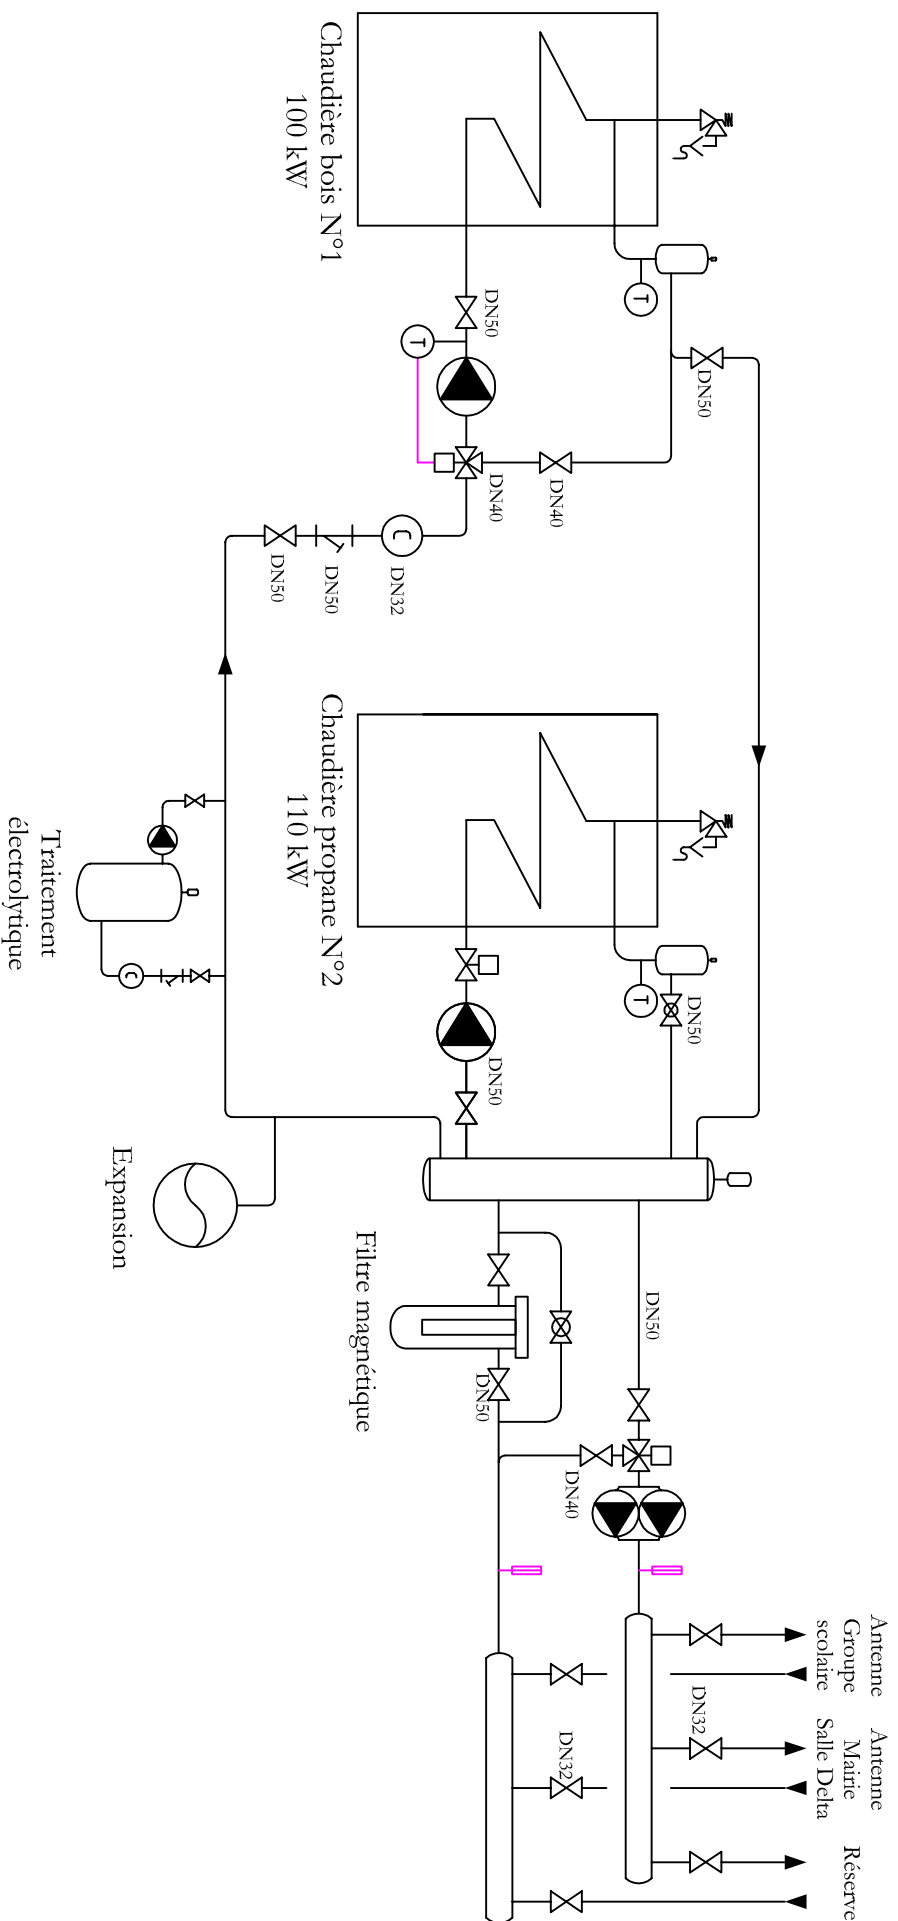 Chaudière bois N°1
100 kW
T
DN50
T
DN50
DN40
DN40
C
DN32
DN50
DN50
Chaudière propane N°2
110 kW
T
DN50
DN50
Traitement
électrolytique
C
Expansion
Filtre magnétique
DN50
DN50
DN40
Antenne
Groupe
scolaire
Antenne
Mairie
Salle Delta
Réserve
DN32
DN32